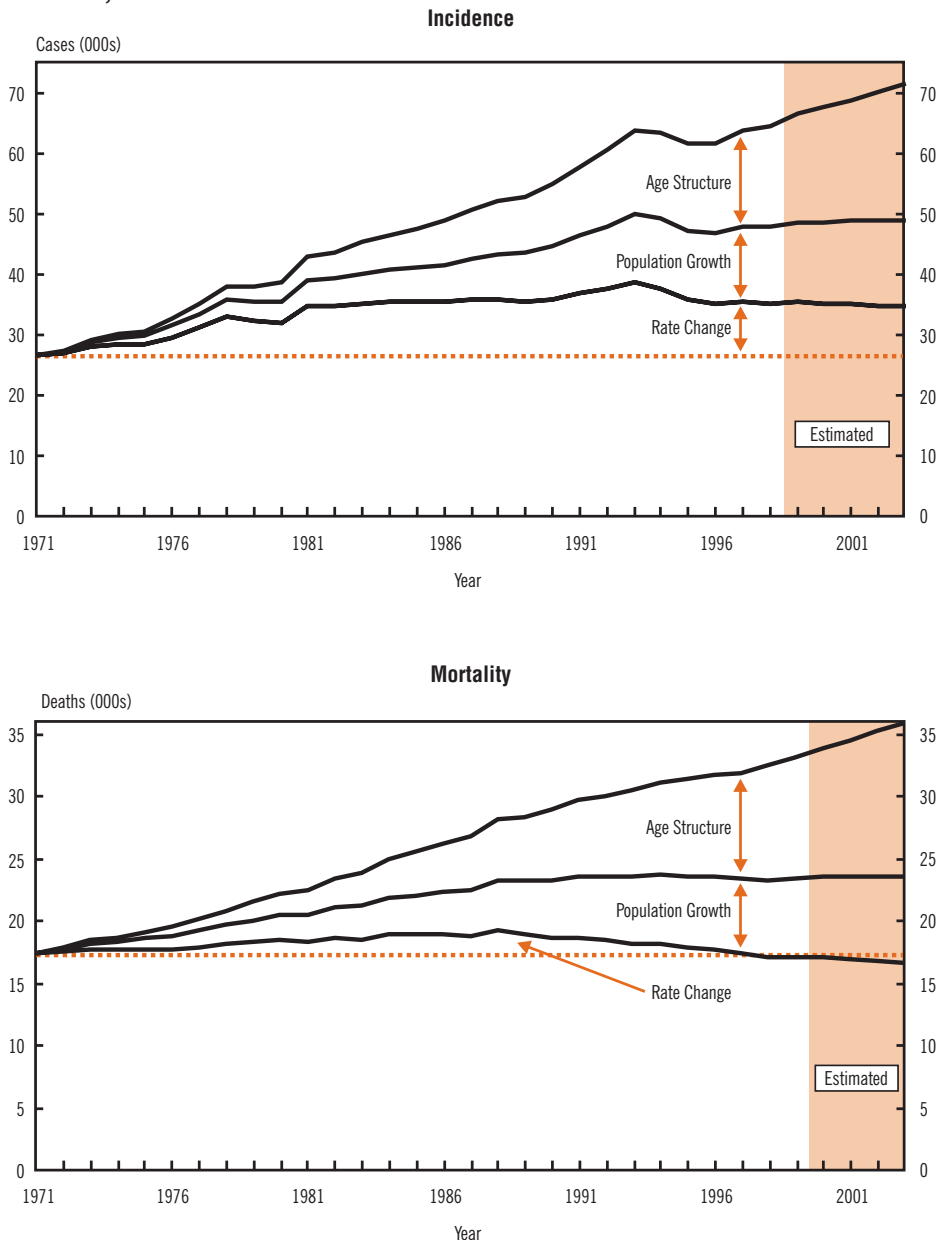 Incidence
Cases (000s)
70 70
60 60
Age Structure
50 50
Population Growth
40 40
Rate Change
30 30
20 20
Estimated
10 10
0 0
1971 1976 1981 1986 1991 1996 2001
Year
Mortality
Deaths (000s)
35 35
30 30
Age Structure
25 25
Population Growth
20 20
Rate Change
15 15
10 10
Estimated
5 5
0 0
1971 1976 1981 1986 1991 1996 2001
Year